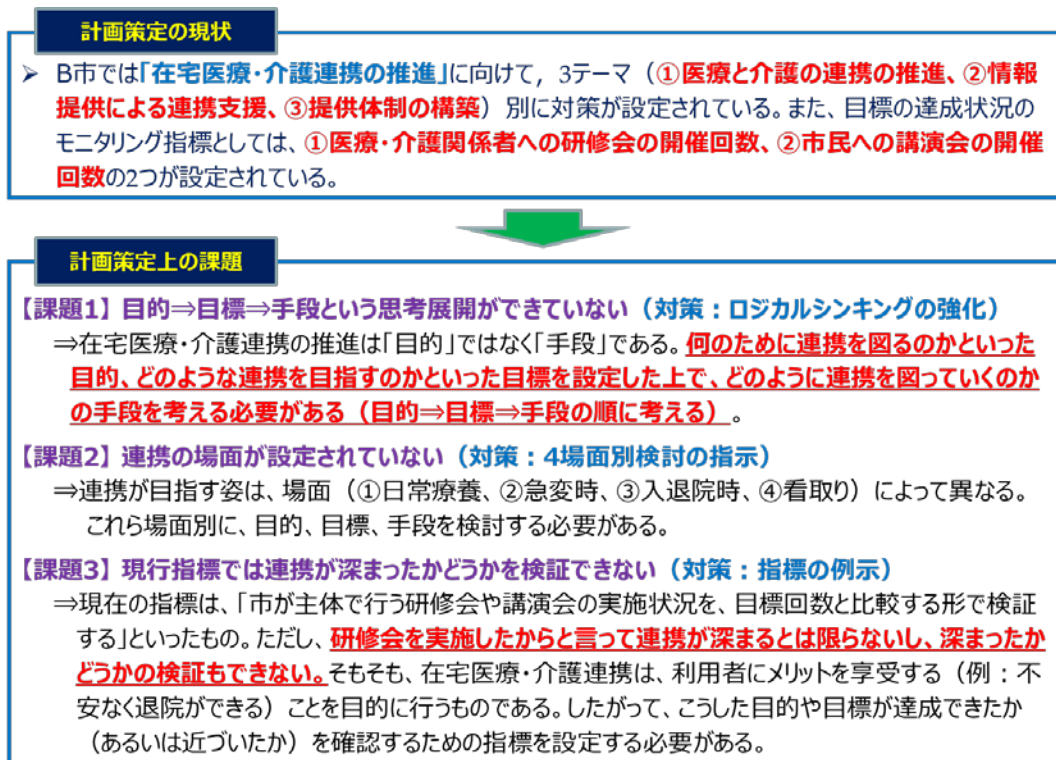 計画策定の現状
➢ B市では｢在宅医療・介護連携の推進｣に向けて，3テーマ（①医療と介護の連携の推進、②情報
提供による連携支援、③提供体制の構築）別に対策が設定されている。また、目標の達成状況の
モニタリング指標としては、①医療・介護関係者への研修会の開催回数、②市民への講演会の開催
回数の2つが設定されている。
計画策定上の課題
【課題1】目的⇒目標⇒手段という思考展開ができていない（対策：ロジカルシンキングの強化）
⇒在宅医療・介護連携の推進は｢目的｣ではなく｢手段｣である。何のために連携を図るのかといった
目的、どのような連携を目指すのかといった目標を設定した上で、どのように連携を図っていくのか
の手段を考える必要がある（目的⇒目標⇒手段の順に考える）。
【課題2】連携の場面が設定されていない（対策：4場面別検討の指示）
⇒連携が目指す姿は、場面（①日常療養、②急変時、③入退院時、④看取り）によって異なる。
これら場面別に、目的、目標、手段を検討する必要がある。
【課題3】現行指標では連携が深まったかどうかを検証できない（対策：指標の例示）
⇒現在の指標は、｢市が主体で行う研修会や講演会の実施状況を、目標回数と比較する形で検証
する｣といったもの。ただし、研修会を実施したからと言って連携が深まるとは限らないし、深まったか
どうかの検証もできない。そもそも、在宅医療・介護連携は、利用者にメリットを享受する（例：不
安なく退院ができる）ことを目的に行うものである。したがって、こうした目的や目標が達成できたか
（あるいは近づいたか）を確認するための指標を設定する必要がある。